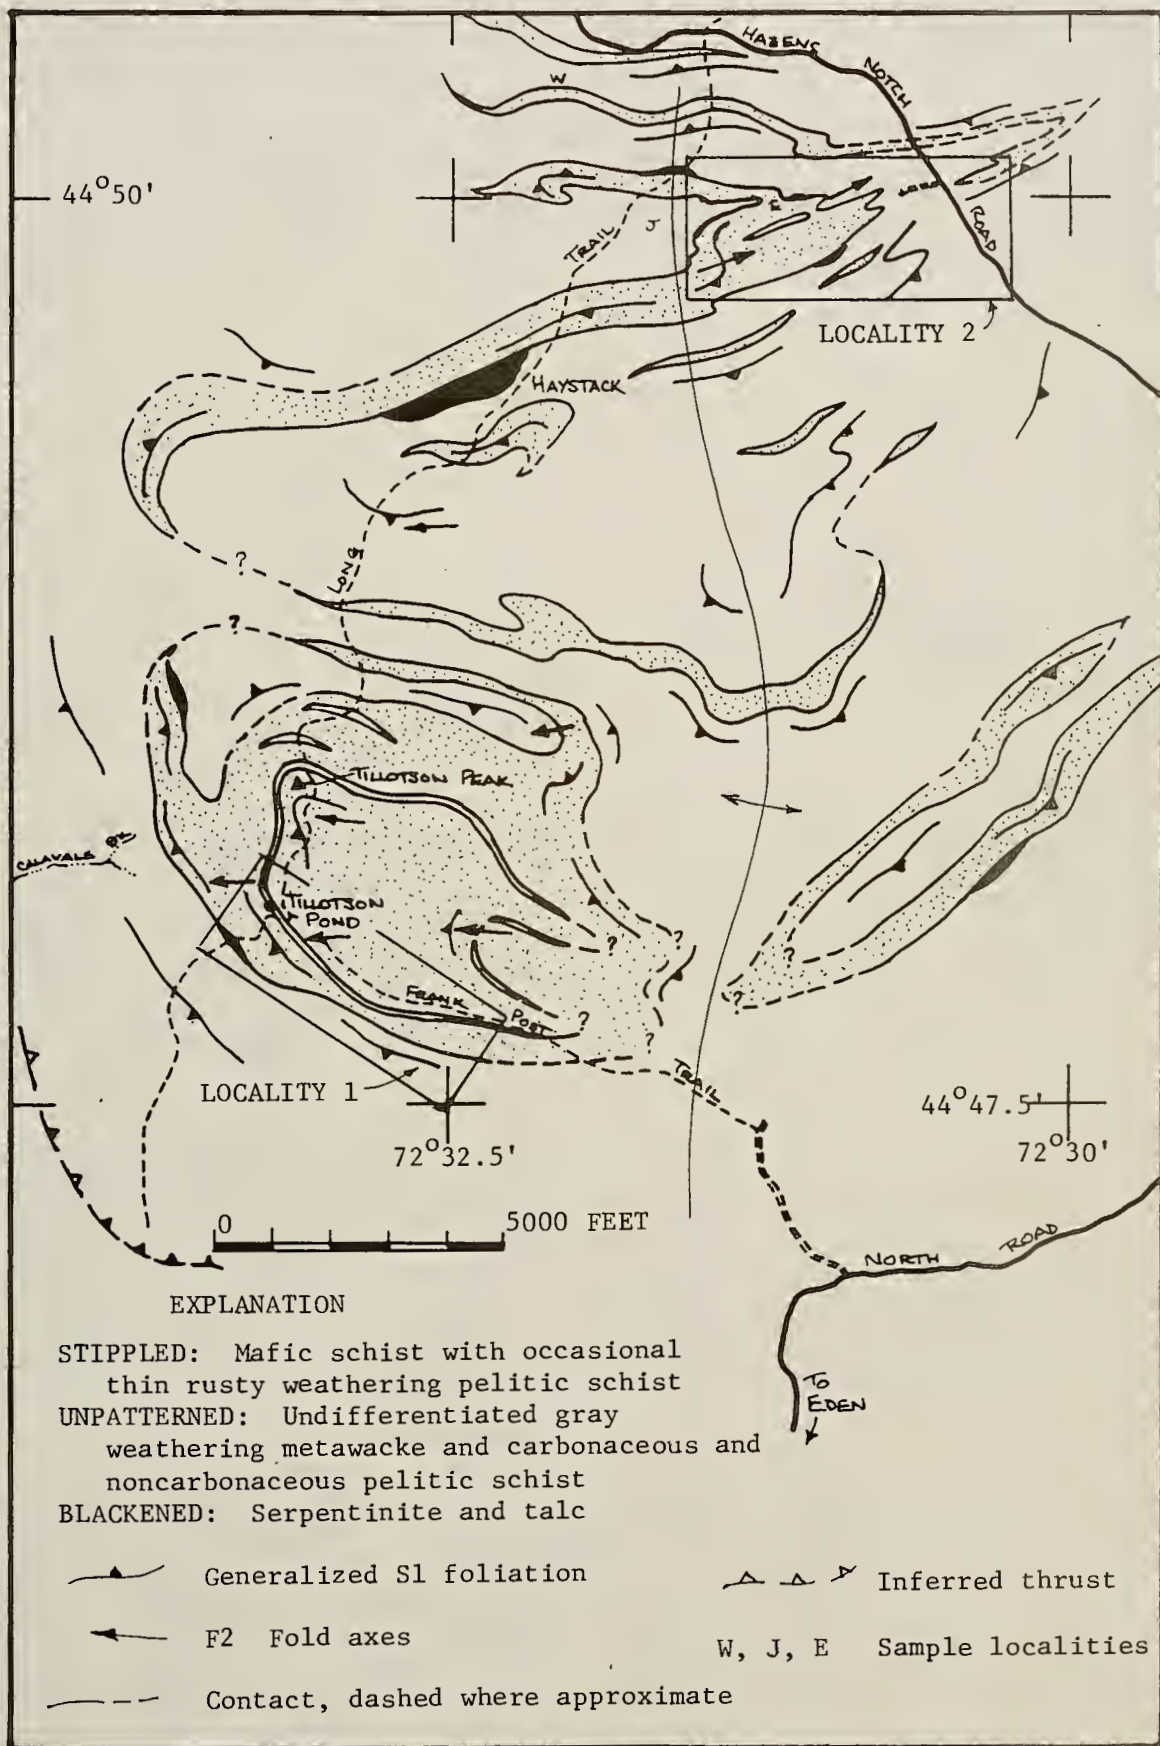 HAZENS
NOTCH
ROAD
W
44°50'
E
J
TRAIL
LOCALITY 2
HAYSTACK
?
LONG
?
TILLOTSON PEAK
TILLOTSON
POND
?
?
?
?
FRANK
POST
?
?
TRAIL
LOCALITY 1
44°47.5'
72°32.5'
72°30'
0
5000 FEET
NORTH
ROAD
TO
EDEN
EXPLANATION
STIPPLED: Mafic schist with occasional
thin rusty weathering pelitic schist
UNPATTERNED: Undifferentiated gray
weathering metawacke and carbonaceous and
noncarbonaceous pelitic schist
BLACKENED: Serpentinite and talc
Generalized S1 foliation
Inferred thrust
F2 Fold axes
W, J, E Sample localities
Contact, dashed where approximate